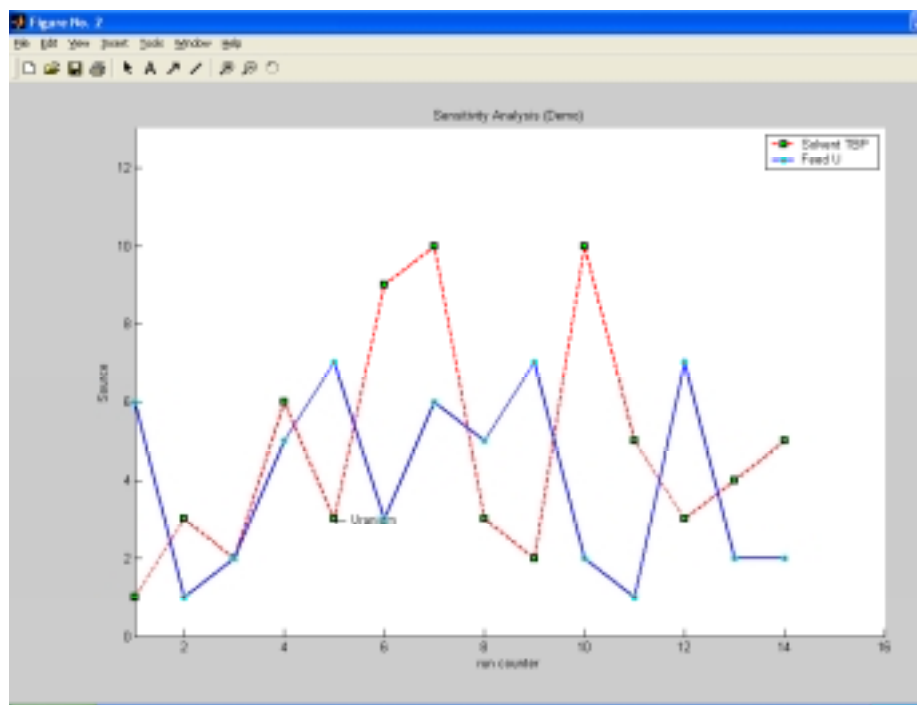 Figure No. 2
File Edit View Insert Tools Window Help
Sensitivity Analysis (Demo)
Solvent TBP
Feed U
12
10
8
6
4
2
0
Source
Uranium
2 4 6 8 10 12 14 16
run counter